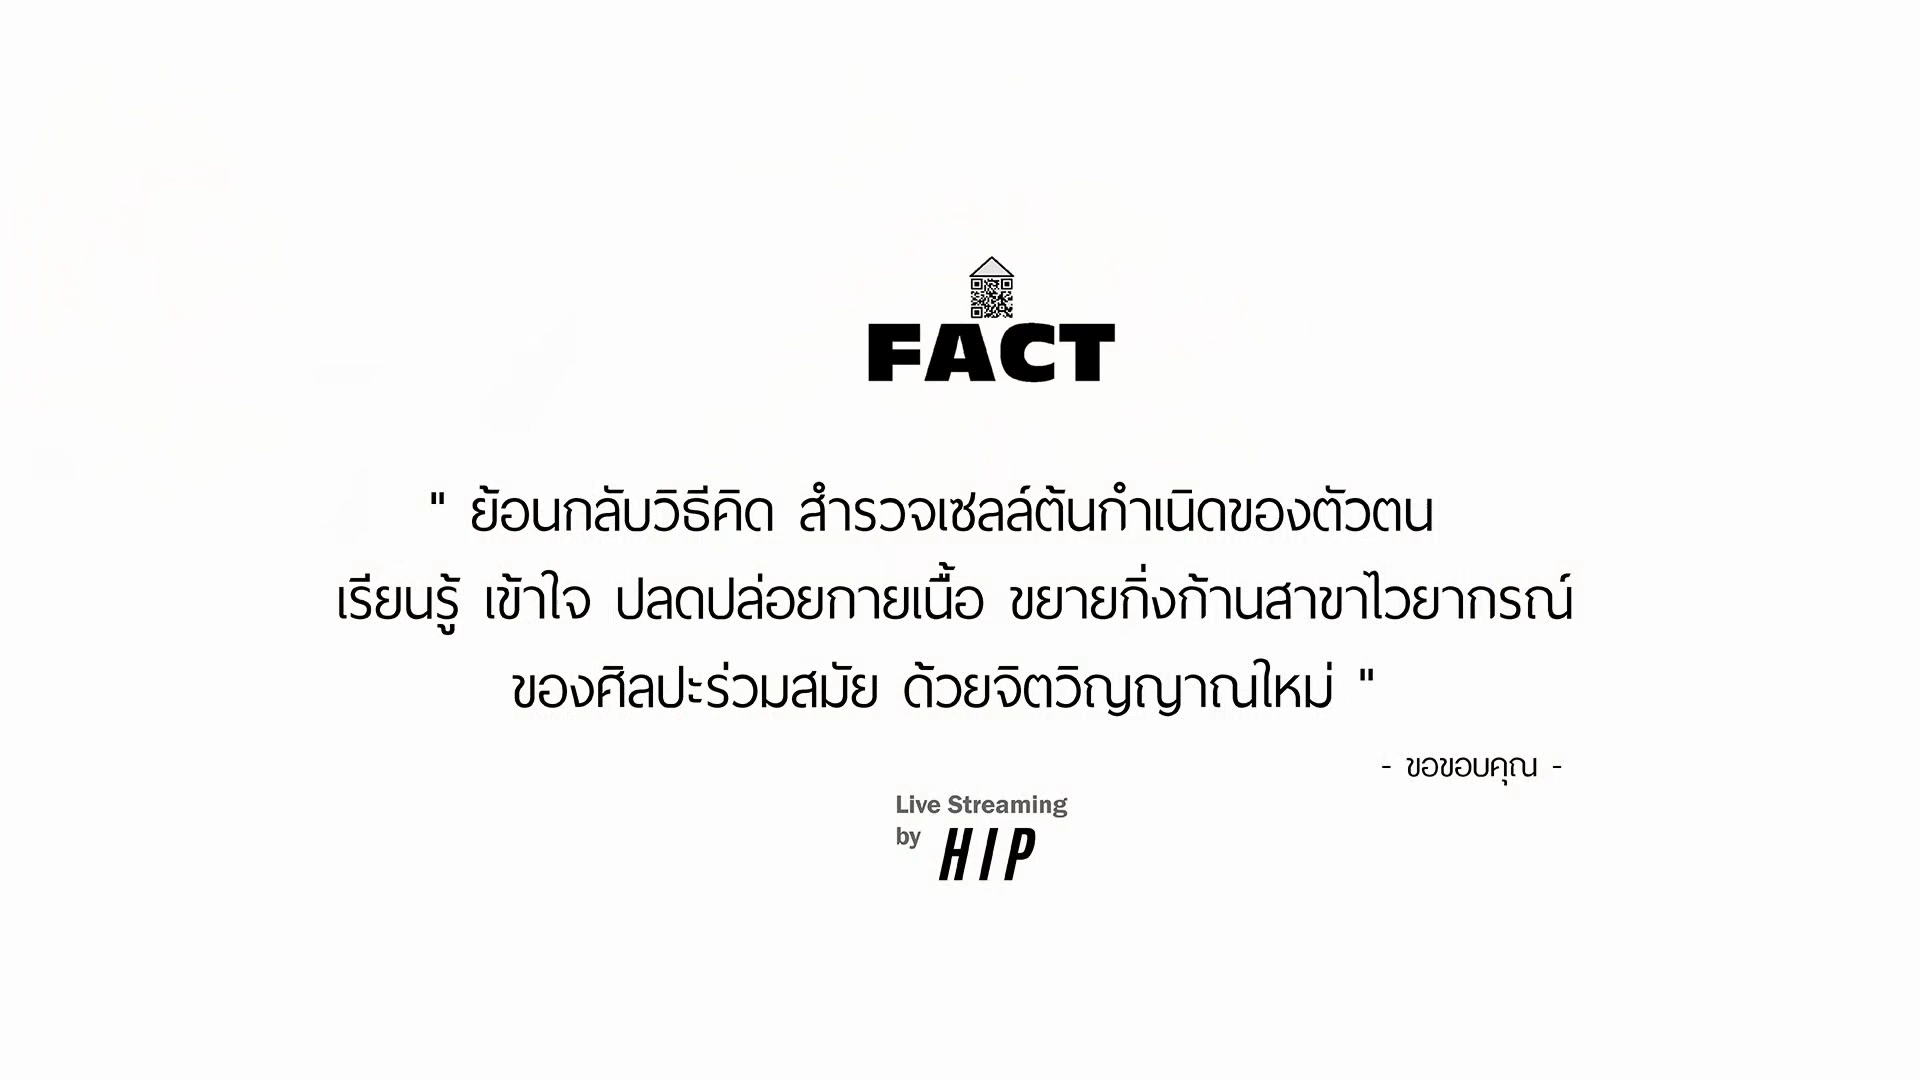 FACT
" ย้อนกลับวิธีคิด สำรวจเซลล์ต้นกำเนิดของตัวตน
เรียนรู้ เข้าใจ ปลดปล่อยกายเนื้อ ขยายกิ่งก้านสาขาไวยากรณ์
ของศิลปะร่วมสมัย ด้วยจิตวิญญาณใหม่ "
- ขอขอบคุณ -
Live Streaming
by HIP